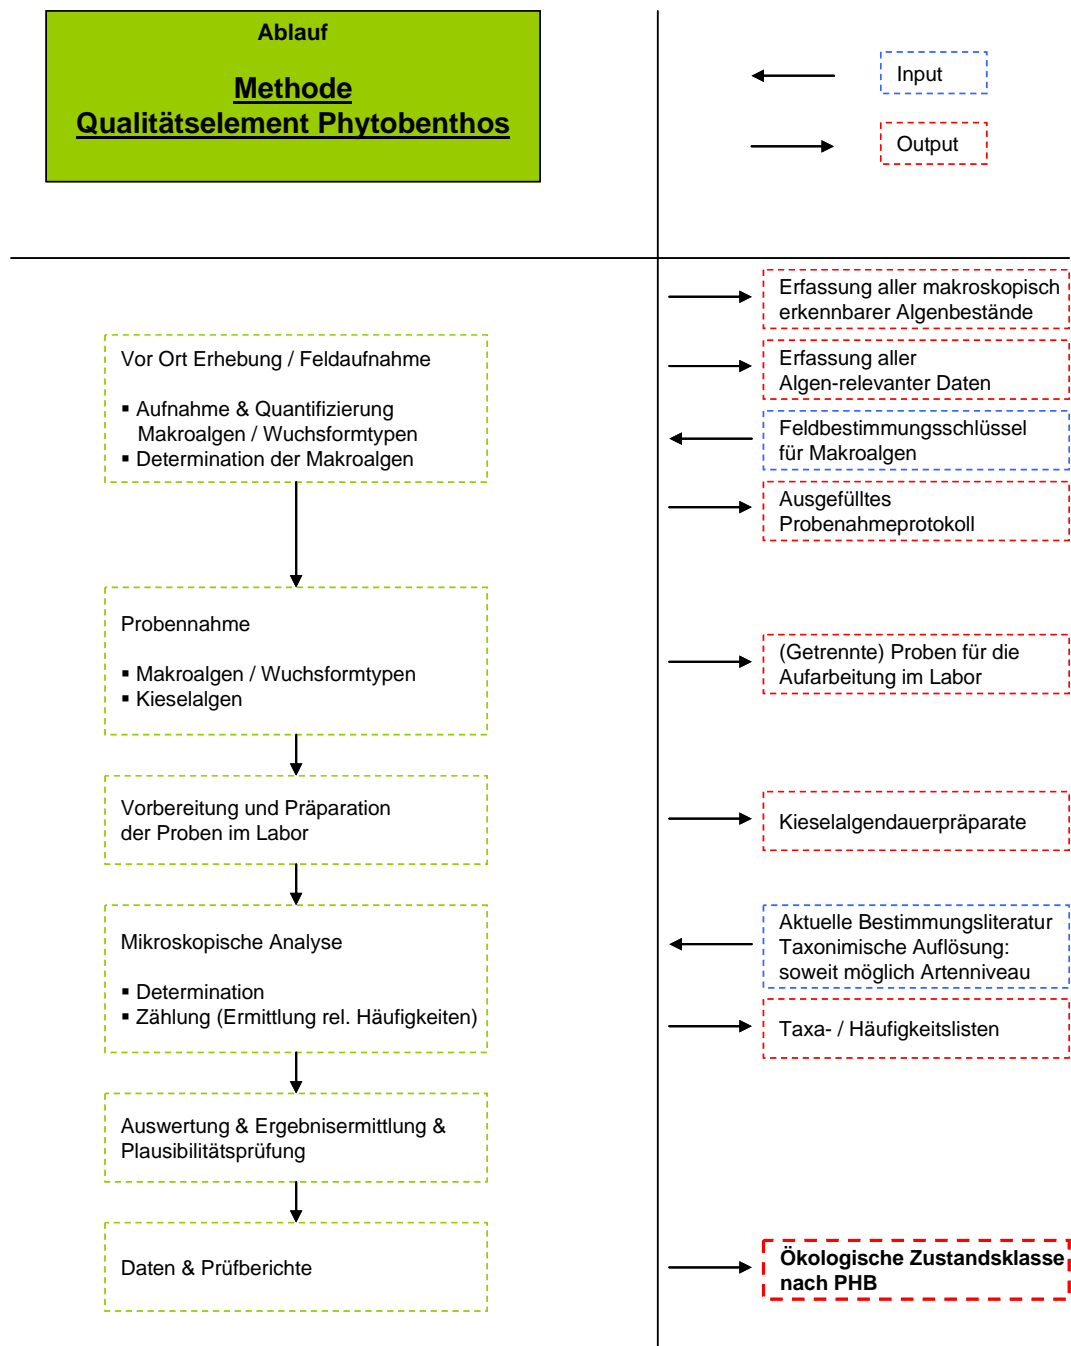 Ablauf
Methode
Qualitätselement Phytobenthos
Input
Output
Vor Ort Erhebung / Feldaufnahme
▪ Aufnahme & Quantifizierung
Makroalgen / Wuchsformtypen
▪ Determination der Makroalgen
Probennahme
▪ Makroalgen / Wuchsformtypen
▪ Kieselalgen
Vorbereitung und Präparation
der Proben im Labor
Mikroskopische Analyse
▪ Determination
▪ Zählung (Ermittlung rel. Häufigkeiten)
Auswertung & Ergebnisermittlung &
Plausibilitätsprüfung
Daten & Prüfberichte
Erfassung aller makroskopisch
erkennbarer Algenbestände
Erfassung aller
Algen-relevanter Daten
Feldbestimmungsschlüssel
für Makroalgen
Ausgefülltes
Probenahmeprotokoll
(Getrennte) Proben für die
Aufarbeitung im Labor
Kieselalgendauerpräparate
Aktuelle Bestimmungsliteratur
Taxonimische Auflösung:
soweit möglich Artenniveau
Taxa- / Häufigkeitslisten
Ökologische Zustandsklasse
nach PHB